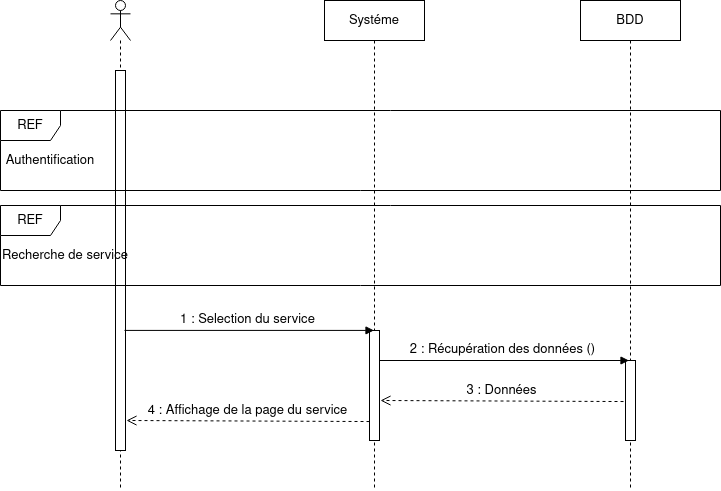 Systéme
BDD
REF
Authentification
REF
Recherche de service
1 : Selection du service
2 : Récupération des données ()
3 : Données
4 : Affichage de la page du service